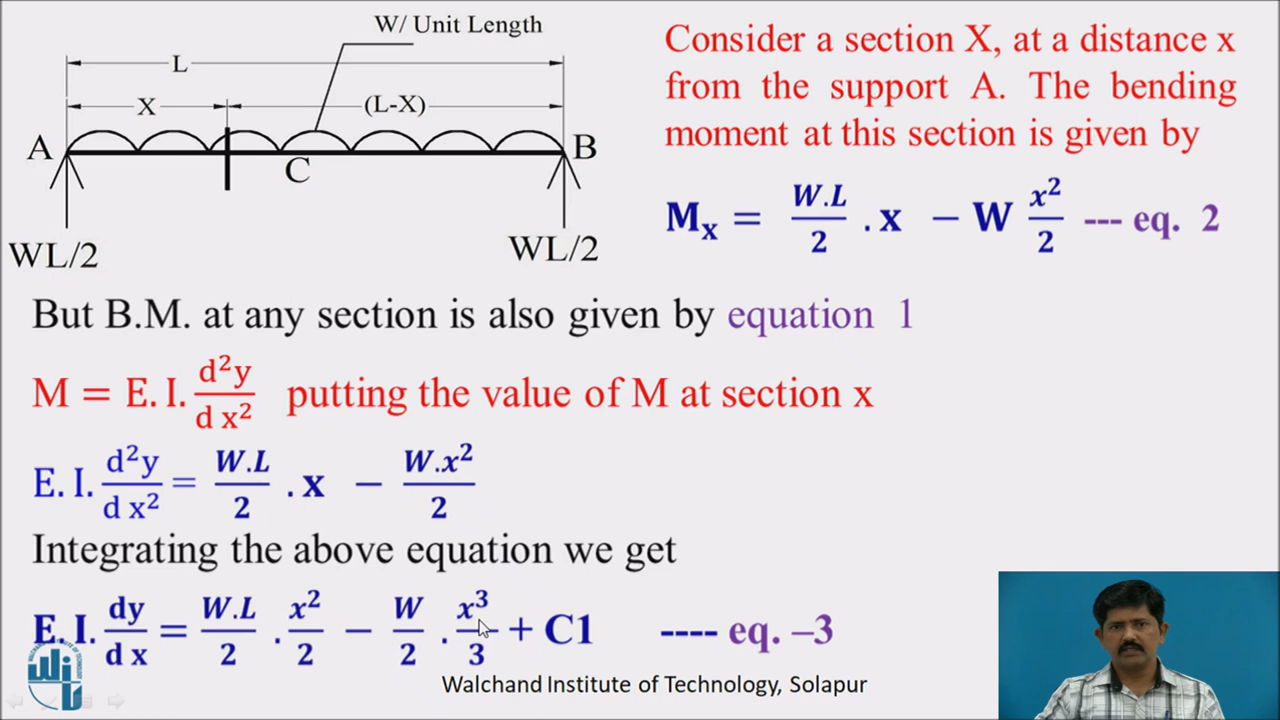 W/ Unit Length
L
X
(L-X)
A
B
C
WL/2
WL/2
Consider a section X, at a distance x
from the support A. The bending
moment at this section is given by
Mₓ = W.L/2 . x − W x²/2 --- eq. 2
But B.M. at any section is also given by equation 1
M = E. I. d²y/d x² putting the value of M at section x
E. I. d²y/d x² = W.L/2 . x − W.x²/2
Integrating the above equation we get
E. I. dy/d x = W.L/2 . x²/2 − W/2 . x³/3 + C1 ---- eq. –3
Walchand Institute of Technology, Solapur